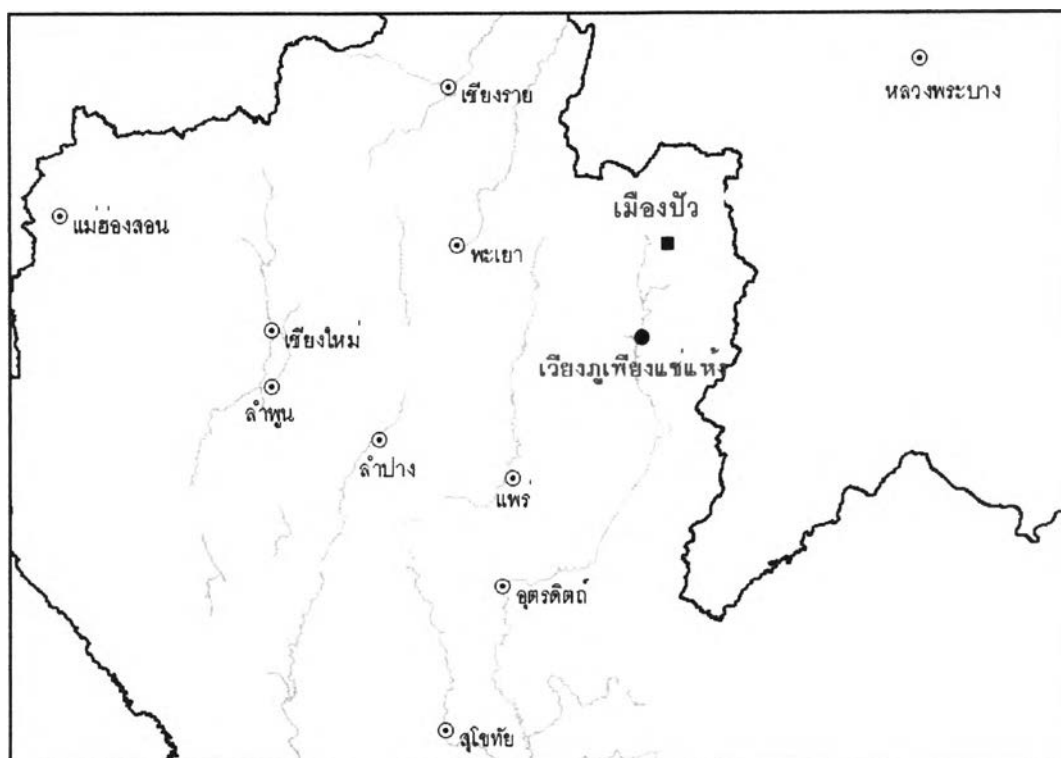 เชียงราย
หลวงพระบาง
เมืองปัว
แม่ฮ่องสอน
พะเยา
เชียงใหม่
เวียงภูเพียงแช่แห้ง
ลำพูน
ลำปาง
แพร่
อุตรดิตถ์
สุโขทัย